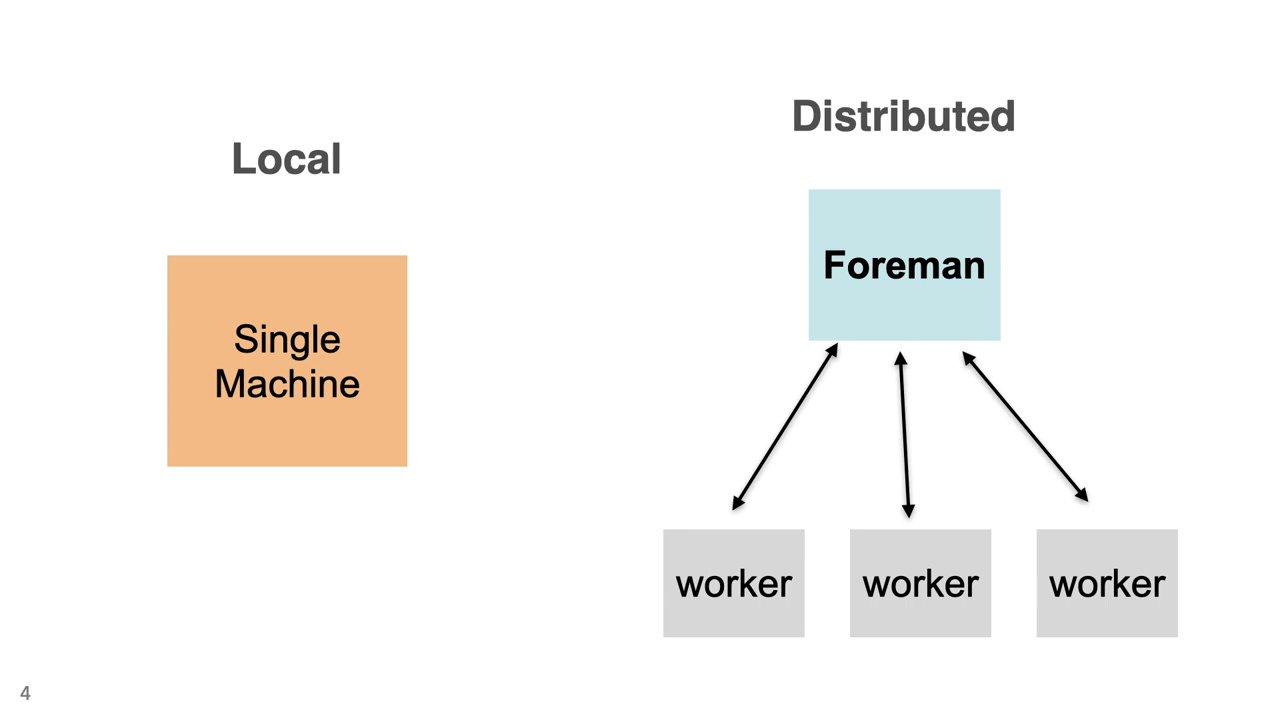 Local
Single
Machine
Distributed
Foreman
worker
worker
worker
4